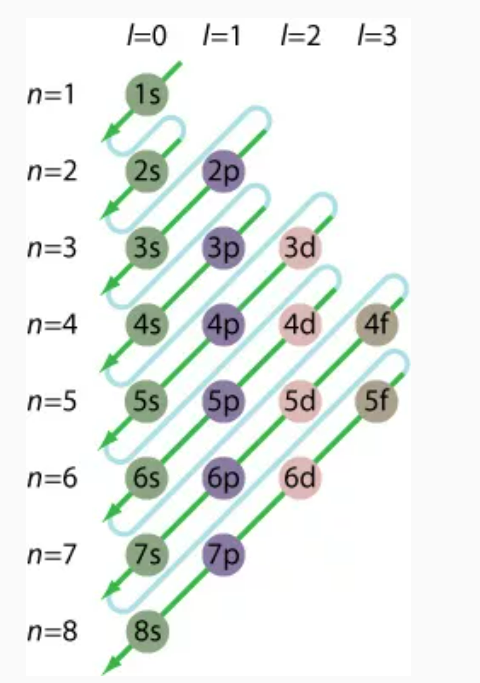 l=0 l=1 l=2 l=3
n=1 1s
n=2 2s 2p
n=3 3s 3p 3d
n=4 4s 4p 4d 4f
n=5 5s 5p 5d 5f
n=6 6s 6p 6d
n=7 7s 7p
n=8 8s